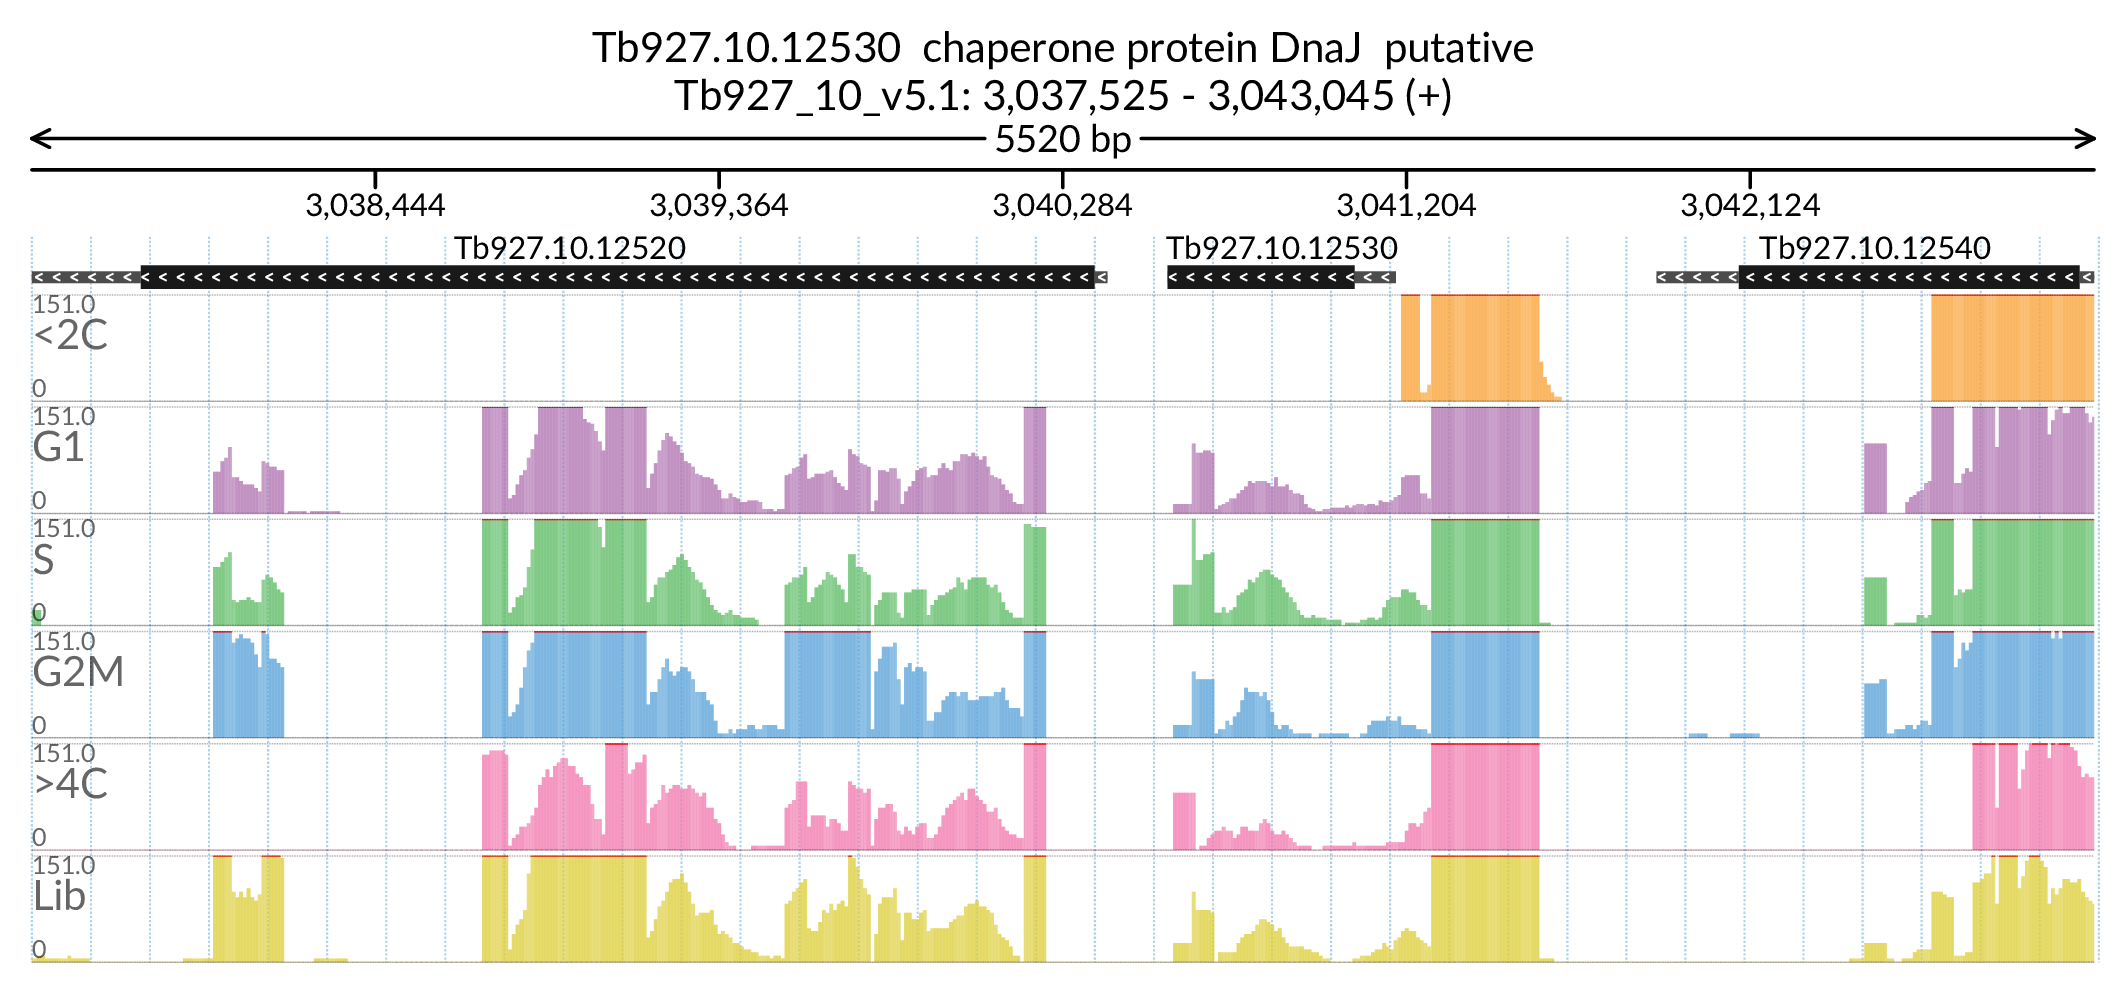 Tb927.10.12530 chaperone protein DnaJ putative
Tb927_10_v5.1: 3,037,525 - 3,043,045 (+)
5520 bp
3,038,444 3,039,364 3,040,284 3,041,204 3,042,124
Tb927.10.12520 Tb927.10.12530 Tb927.10.12540
151.0
<2C
0
151.0
G1
0
151.0
S
0
151.0
G2M
0
151.0
>4C
0
151.0
Lib
0